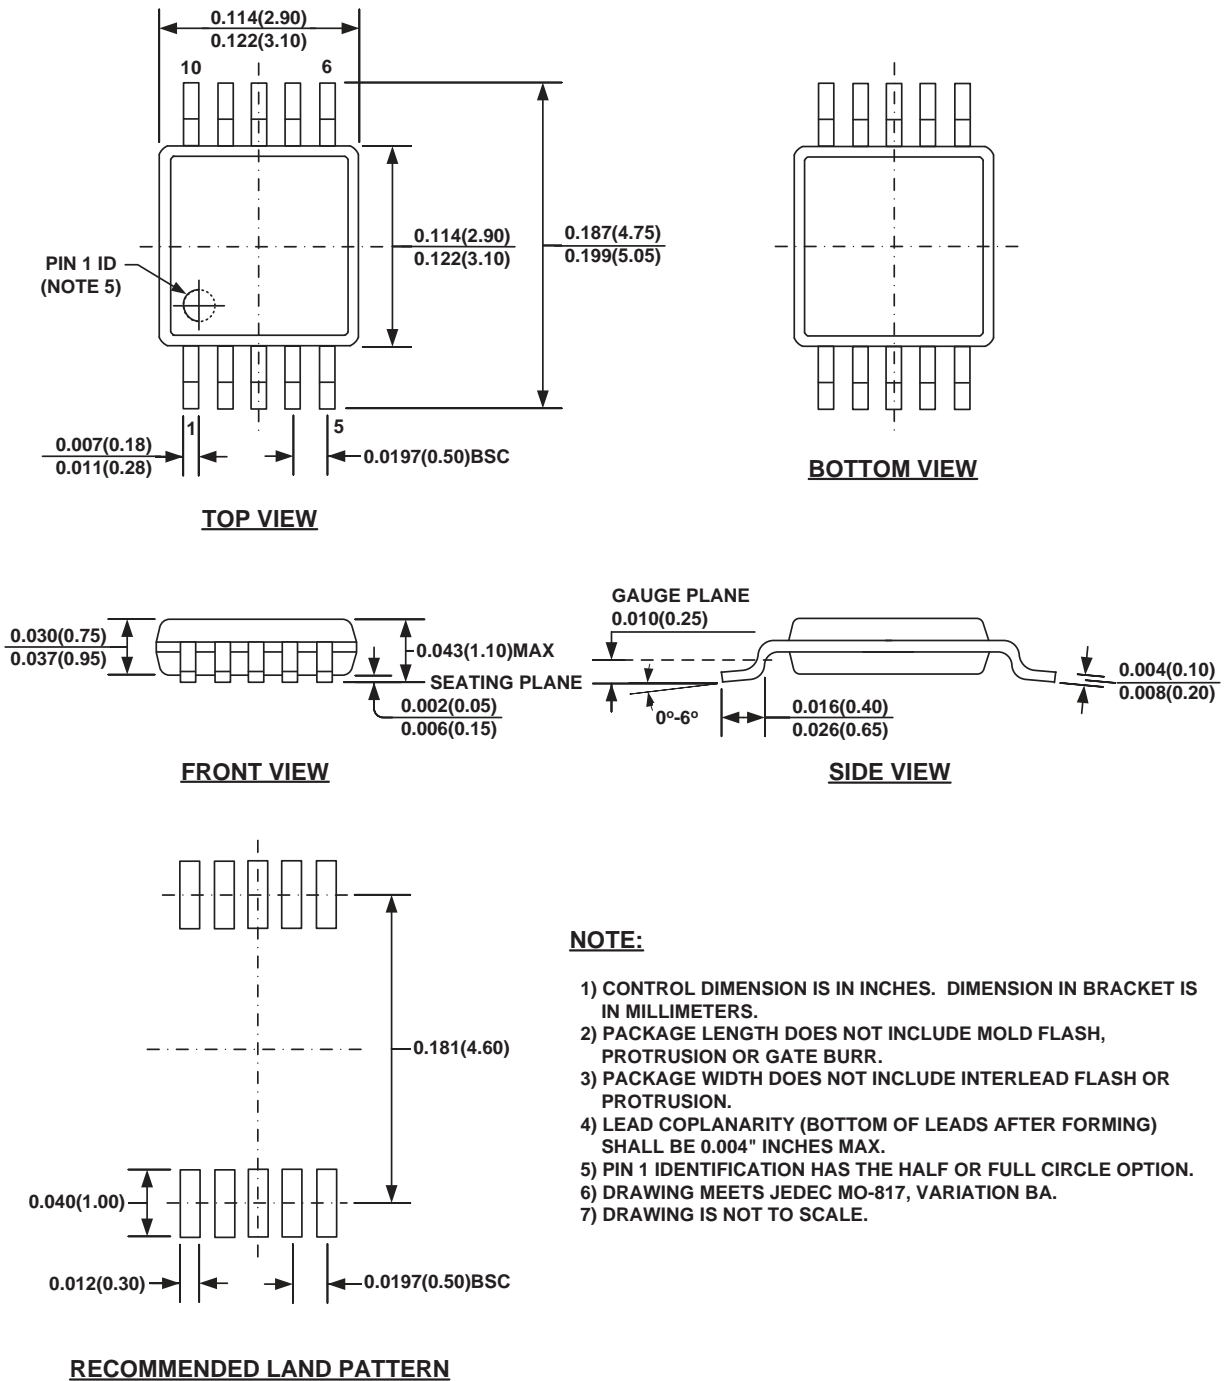 0.114(2.90)
0.122(3.10)
10
6
0.114(2.90)
0.122(3.10)
0.187(4.75)
0.199(5.05)
PIN 1 ID
(NOTE 5)
1
5
0.007(0.18)
0.011(0.28)
0.0197(0.50)BSC
TOP VIEW
BOTTOM VIEW
0.030(0.75)
0.037(0.95)
0.043(1.10)MAX
SEATING PLANE
0.002(0.05)
0.006(0.15)
FRONT VIEW
GAUGE PLANE
0.010(0.25)
0º-6º
0.016(0.40)
0.026(0.65)
0.004(0.10)
0.008(0.20)
SIDE VIEW
0.181(4.60)
0.040(1.00)
0.012(0.30)
0.0197(0.50)BSC
RECOMMENDED LAND PATTERN
NOTE:
1) CONTROL DIMENSION IS IN INCHES. DIMENSION IN BRACKET IS
IN MILLIMETERS.
2) PACKAGE LENGTH DOES NOT INCLUDE MOLD FLASH,
PROTRUSION OR GATE BURR.
3) PACKAGE WIDTH DOES NOT INCLUDE INTERLEAD FLASH OR
PROTRUSION.
4) LEAD COPLANARITY (BOTTOM OF LEADS AFTER FORMING)
SHALL BE 0.004" INCHES MAX.
5) PIN 1 IDENTIFICATION HAS THE HALF OR FULL CIRCLE OPTION.
6) DRAWING MEETS JEDEC MO-817, VARIATION BA.
7) DRAWING IS NOT TO SCALE.